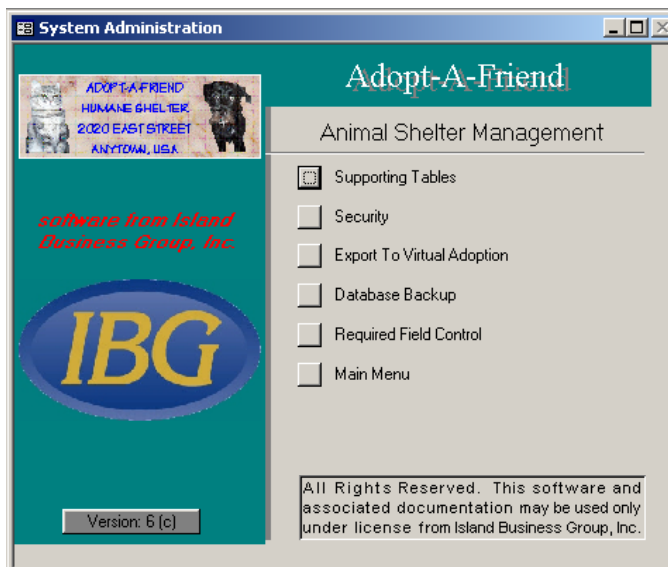 System Administration
ADOPT-A-FRIEND
HUMANE SHELTER
2020 EAST STREET
ANYTOWN, USA
Adopt-A-Friend
Animal Shelter Management
Supporting Tables
Security
Export To Virtual Adoption
Database Backup
Required Field Control
Main Menu
software from Island
Business Group, Inc.
IBG
Version: 6 (c)
All Rights Reserved. This software and
associated documentation may be used only
under license from Island Business Group, Inc.